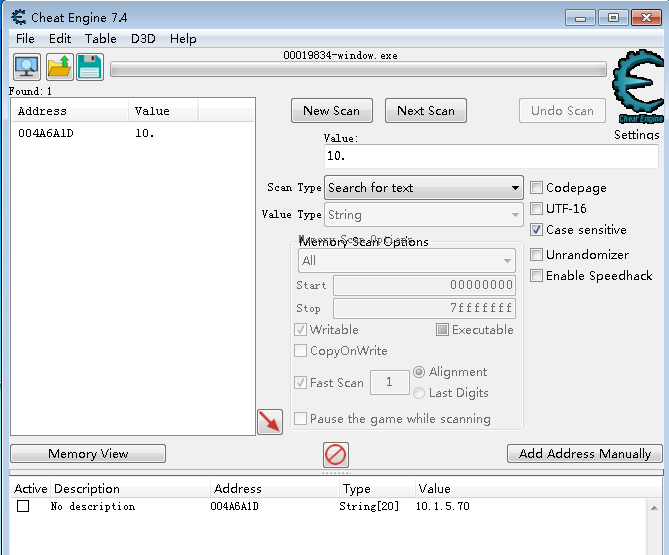 Cheat Engine 7.4
File Edit Table D3D Help
00019834-window.exe
Found: 1
Address Value
004A6A1D 10.
New Scan Next Scan Undo Scan
Cheat Engine
Settings
Value:
10.
Scan Type Search for text
Value Type String
Codepage
UTF-16
Case sensitive
Unrandomizer
Enable Speedhack
Memory Scan Options
All
Start 00000000
Stop 7fffffff
Writable Executable
CopyOnWrite
Fast Scan 1 Alignment
Last Digits
Pause the game while scanning
Memory View Add Address Manually
Active Description Address Type Value
No description 004A6A1D String[20] 10.1.5.70